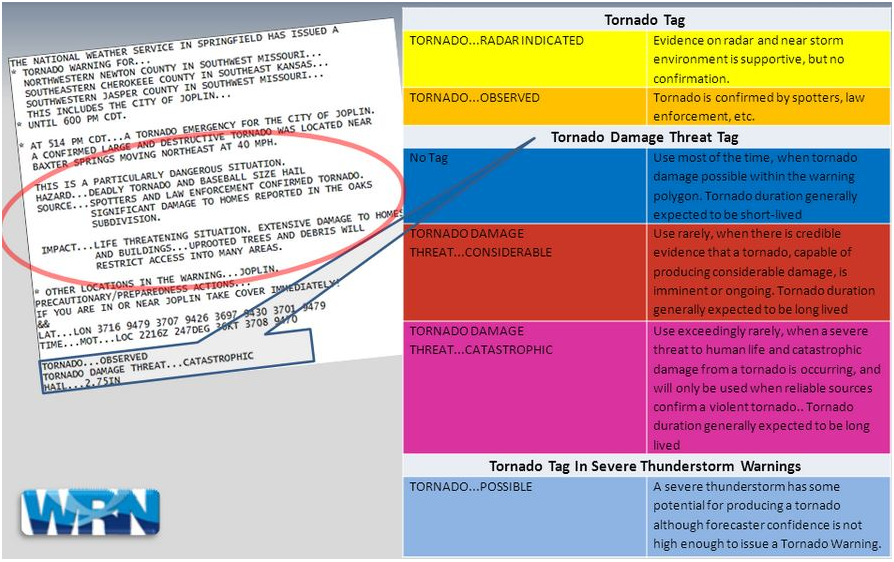 THE NATIONAL WEATHER SERVICE IN SPRINGFIELD HAS ISSUED A
* TORNADO WARNING FOR...
NORTHWESTERN NEWTON COUNTY IN SOUTHWEST MISSOURI...
SOUTHEASTERN CHEROKEE COUNTY IN SOUTHEAST KANSAS...
SOUTHWESTERN JASPER COUNTY IN SOUTHWEST MISSOURI...
THIS INCLUDES THE CITY OF JOPLIN...
* UNTIL 600 PM CDT.
* AT 514 PM CDT...A TORNADO EMERGENCY FOR THE CITY OF JOPLIN.
A CONFIRMED LARGE AND DESTRUCTIVE TORNADO WAS LOCATED NEAR
BAXTER SPRINGS MOVING NORTHEAST AT 40 MPH.
THIS IS A PARTICULARLY DANGEROUS SITUATION.
HAZARD...DEADLY TORNADO AND BASEBALL SIZE HAIL
SOURCE...SPOTTERS AND LAW ENFORCEMENT CONFIRMED TORNADO.
SIGNIFICANT DAMAGE TO HOMES REPORTED IN THE OAKS
SUBDIVISION.
IMPACT...LIFE THREATENING SITUATION. EXTENSIVE DAMAGE TO HOMES
AND BUILDINGS...UPROOTED TREES AND DEBRIS WILL
RESTRICT ACCESS INTO MANY AREAS.
* OTHER LOCATIONS IN THE WARNING...JOPLIN.
PRECAUTIONARY/PREPAREDNESS ACTIONS...
IF YOU ARE IN OR NEAR JOPLIN TAKE COVER IMMEDIATELY!
&&
LAT...LON 3716 9479 3707 9426 3697 9430 3701 9479
TIME...MOT...LOC 2216Z 247DEG 3708 9470
TORNADO...OBSERVED
TORNADO DAMAGE THREAT...CATASTROPHIC
HAIL...2.75IN
WRN
Tornado Tag
TORNADO...RADAR INDICATED
Evidence on radar and near storm
environment is supportive, but no
confirmation.
TORNADO...OBSERVED
Tornado is confirmed by spotters, law
enforcement, etc.
Tornado Damage Threat Tag
No Tag
Use most of the time, when tornado
damage possible within the warning
polygon. Tornado duration generally
expected to be short-lived
TORNADO DAMAGE
THREAT...CONSIDERABLE
Use rarely, when there is credible
evidence that a tornado, capable of
producing considerable damage, is
imminent or ongoing. Tornado duration
generally expected to be long lived
TORNADO DAMAGE
THREAT...CATASTROPHIC
Use exceedingly rarely, when a severe
threat to human life and catastrophic
damage from a tornado is occurring, and
will only be used when reliable sources
confirm a violent tornado.. Tornado
duration generally expected to be long
lived
Tornado Tag In Severe Thunderstorm Warnings
TORNADO...POSSIBLE
A severe thunderstorm has some
potential for producing a tornado
although forecaster confidence is not
high enough to issue a Tornado Warning.